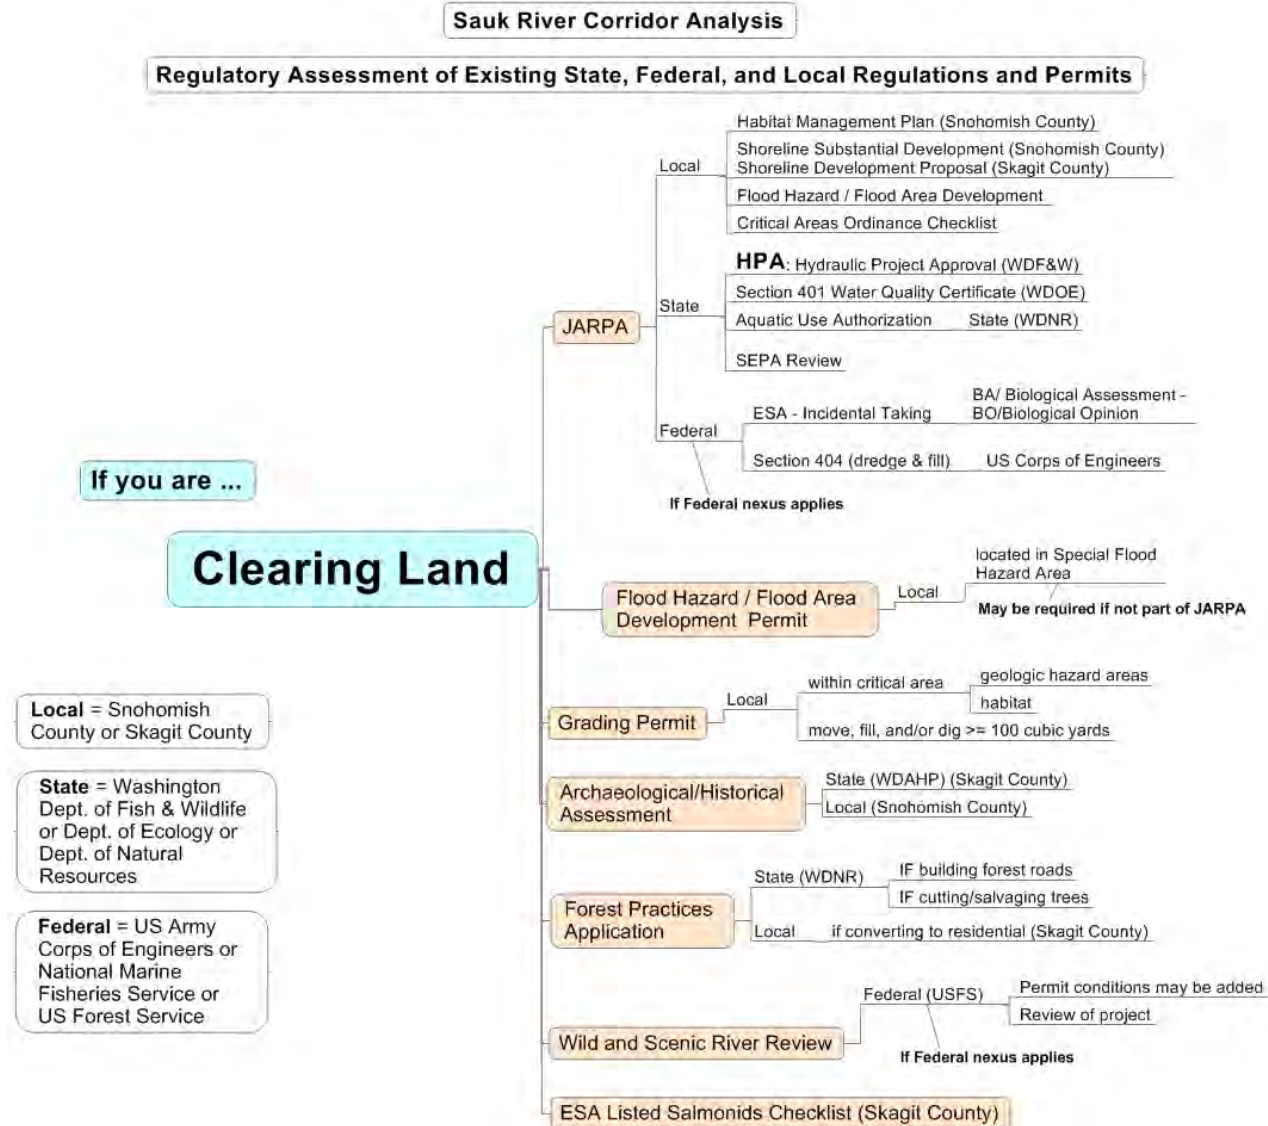 Sauk River Corridor Analysis
Regulatory Assessment of Existing State, Federal, and Local Regulations and Permits
If you are ...
Clearing Land
JARPA
Local
Habitat Management Plan (Snohomish County)
Shoreline Substantial Development (Snohomish County)
Shoreline Development Proposal (Skagit County)
Flood Hazard / Flood Area Development
Critical Areas Ordinance Checklist
State
HPA: Hydraulic Project Approval (WDF&W)
Section 401 Water Quality Certificate (WDOE)
Aquatic Use Authorization State (WDNR)
SEPA Review
Federal
ESA - Incidental Taking
BA/ Biological Assessment -
BO/Biological Opinion
Section 404 (dredge & fill) US Corps of Engineers
If Federal nexus applies
Flood Hazard / Flood Area
Development Permit
Local
located in Special Flood
Hazard Area
May be required if not part of JARPA
Grading Permit
Local
within critical area
geologic hazard areas
habitat
move, fill, and/or dig >= 100 cubic yards
Archaeological/Historical
Assessment
State (WDAHP) (Skagit County)
Local (Snohomish County)
Forest Practices
Application
State (WDNR)
IF building forest roads
IF cutting/salvaging trees
Local if converting to residential (Skagit County)
Wild and Scenic River Review
Federal (USFS)
Permit conditions may be added
Review of project
If Federal nexus applies
ESA Listed Salmonids Checklist (Skagit County)
Local = Snohomish
County or Skagit County
State = Washington
Dept. of Fish & Wildlife
or Dept. of Ecology or
Dept. of Natural
Resources
Federal = US Army
Corps of Engineers or
National Marine
Fisheries Service or
US Forest Service